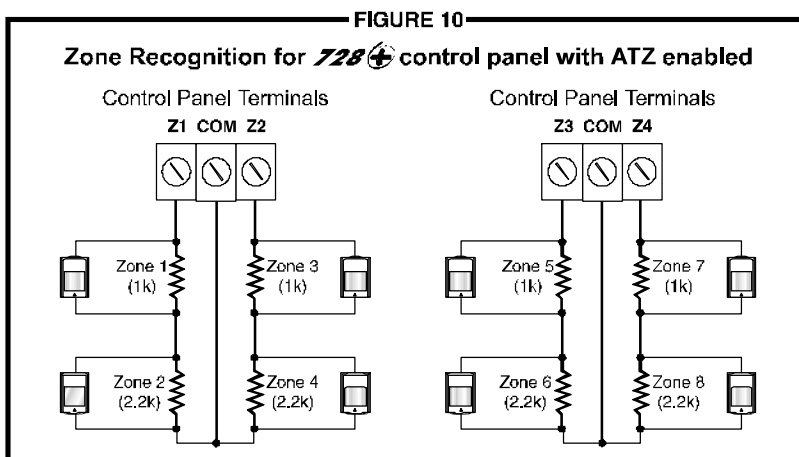 FIGURE 10
Zone Recognition for 728+ control panel with ATZ enabled
Control Panel Terminals
Z1 COM Z2
Zone 1
(1k)
Zone 3
(1k)
Zone 2
(2.2k)
Zone 4
(2.2k)
Control Panel Terminals
Z3 COM Z4
Zone 5
(1k)
Zone 7
(1k)
Zone 6
(2.2k)
Zone 8
(2.2k)